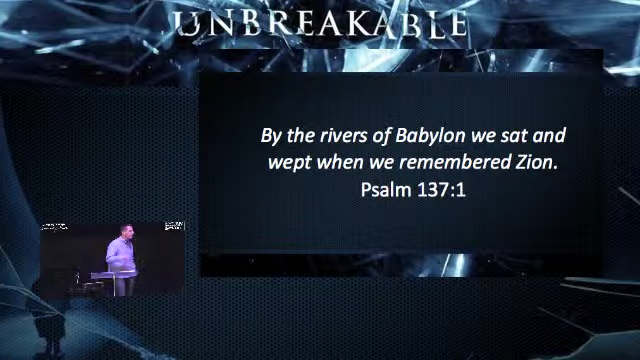 UNBREAKABLE
By the rivers of Babylon we sat and
wept when we remembered Zion.
Psalm 137:1